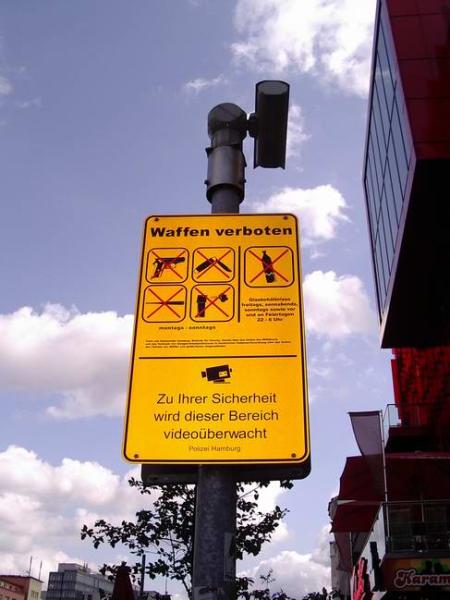 Waffen verboten
Glasbehältnisse
freitags, sonnabends,
sonntags sowie vor
und an Feiertagen
22 - 6 Uhr
montags - sonntags
Zu Ihrer Sicherheit
wird dieser Bereich
videoüberwacht
Polizei Hamburg